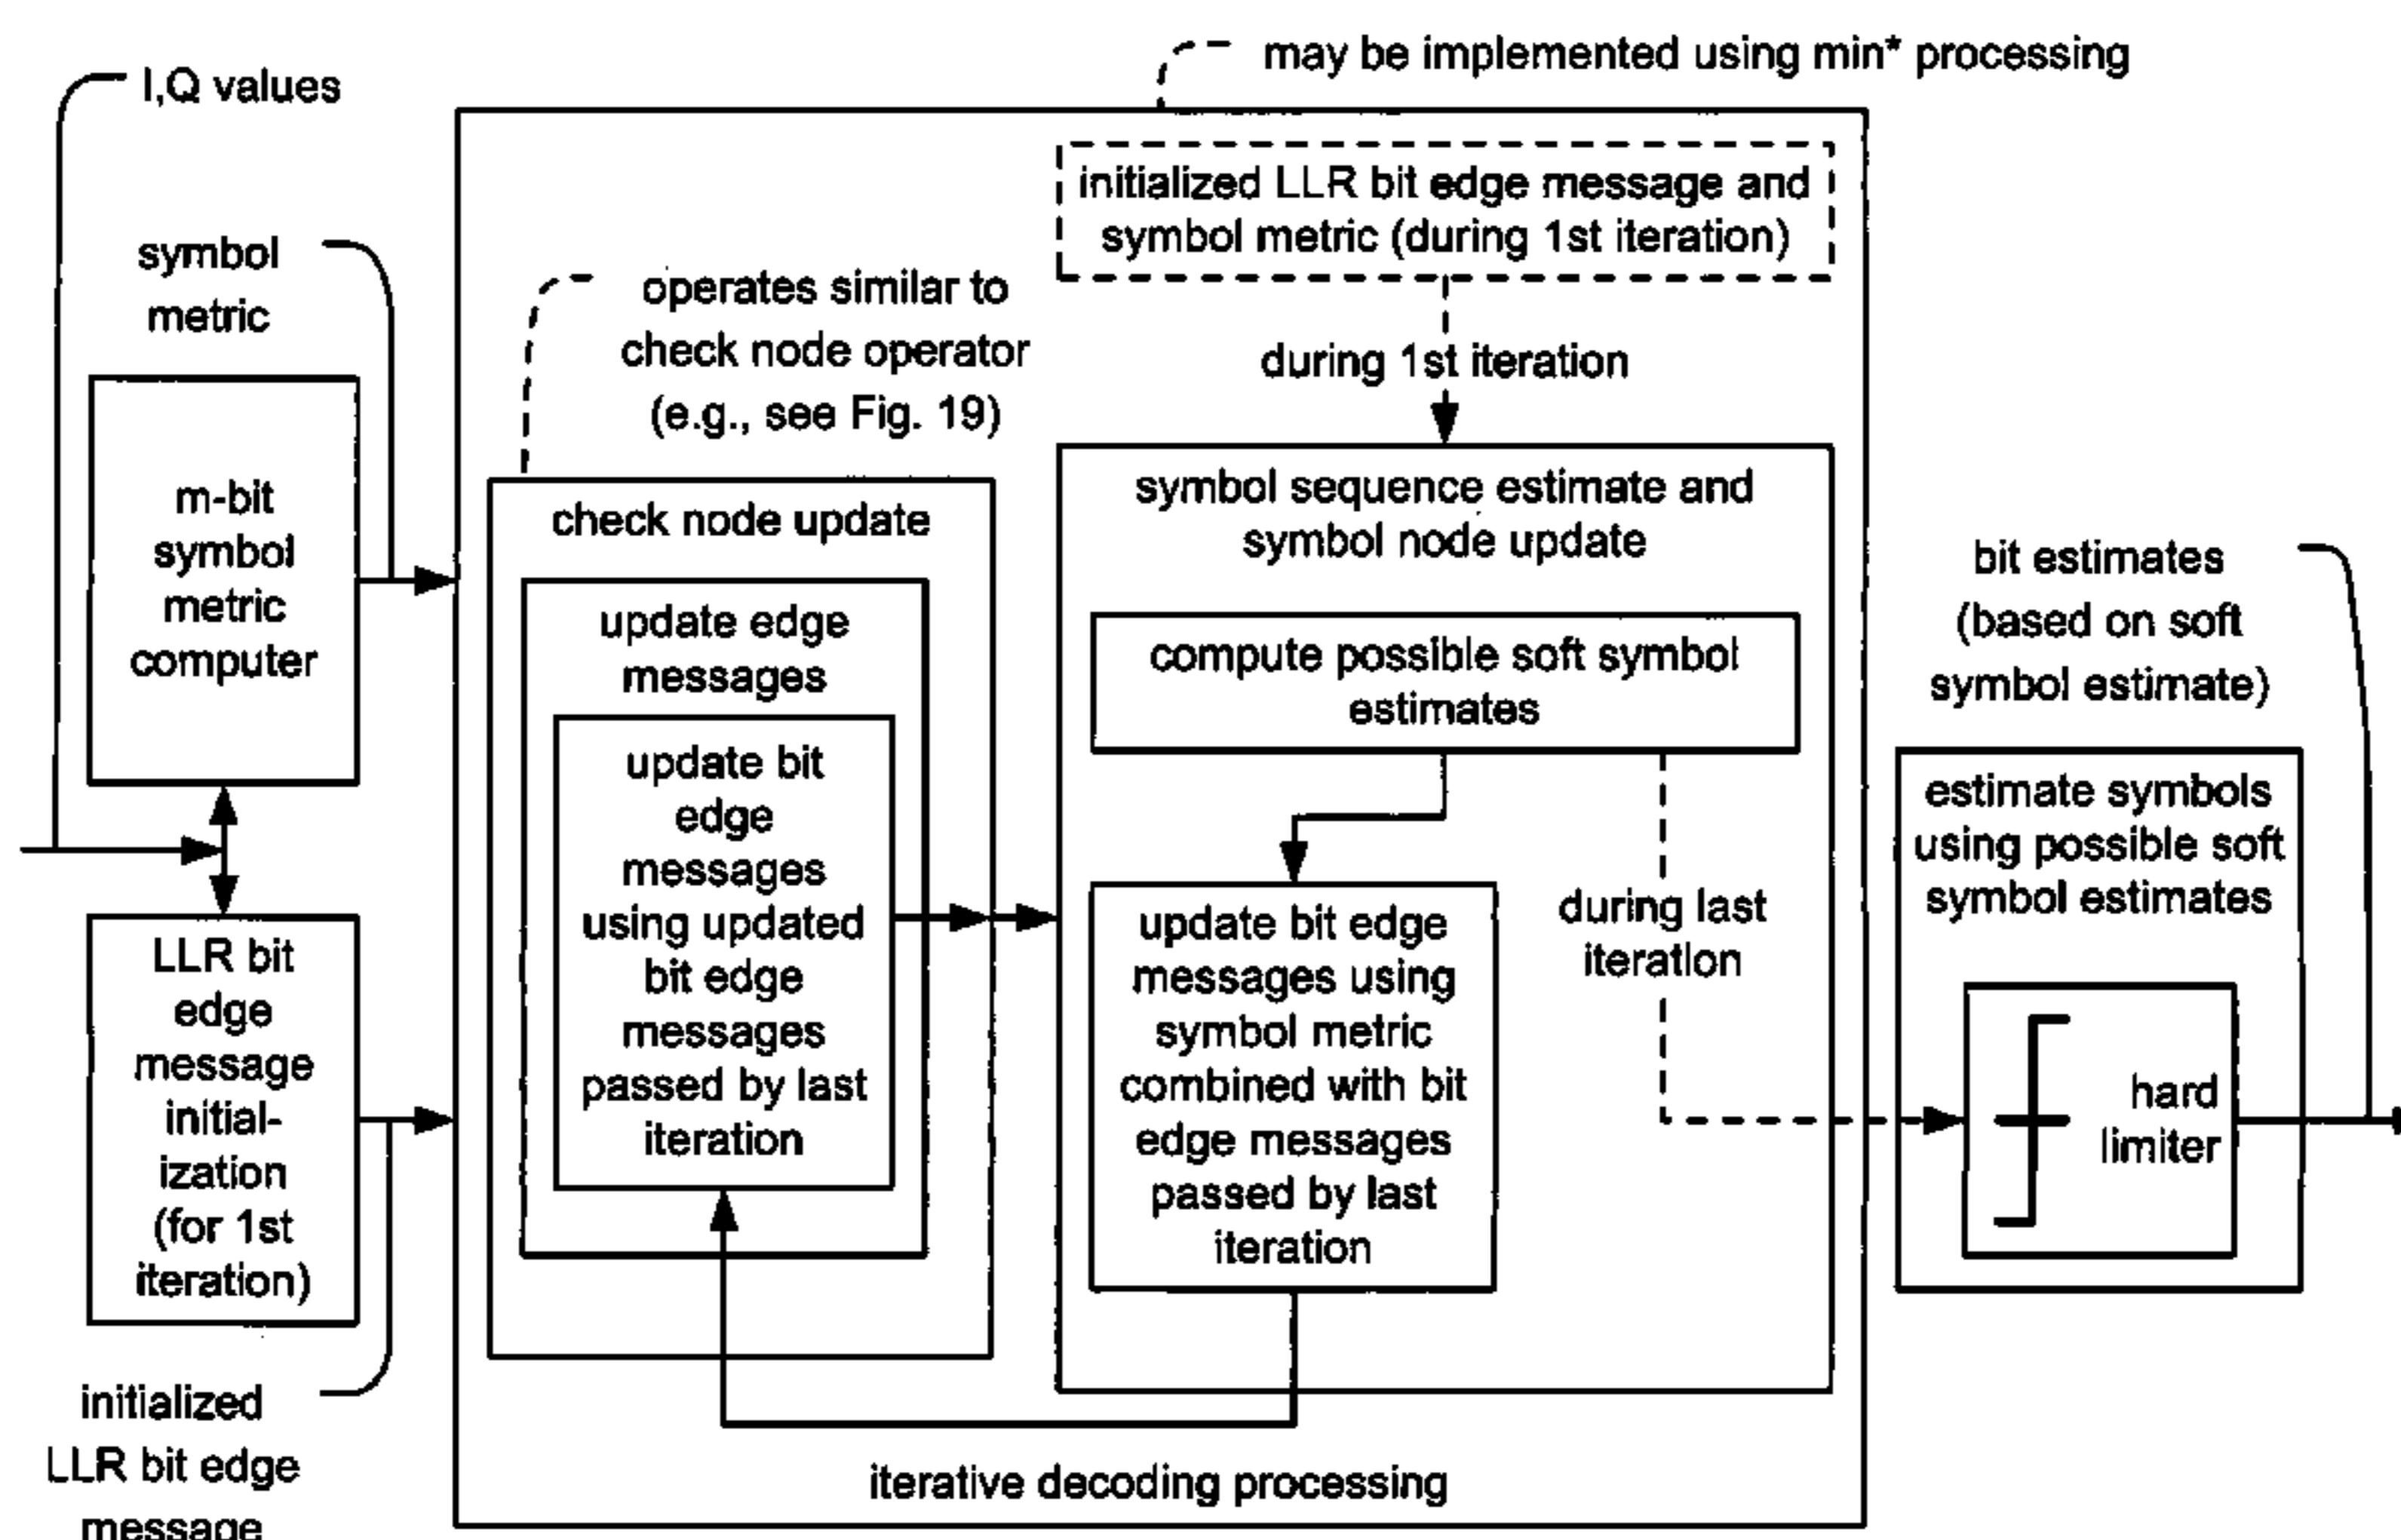 I,Q values
may be implemented using min* processing
symbol
metric
m-bit
symbol
metric
computer
LLR bit
edge
message
initial-
ization
(for 1st
iteration)
initialized
LLR bit edge
message
operates similar to
check node operator
(e.g., see Fig. 19)
check node update
update edge
messages
update bit
edge
messages
using updated
bit edge
messages
passed by last
iteration
initialized LLR bit edge message and
symbol metric (during 1st iteration)
during 1st iteration
symbol sequence estimate and
symbol node update
compute possible soft symbol
estimates
update bit edge
messages using
symbol metric
combined with bit
edge messages
passed by last
iteration
during last
iteration
iterative decoding processing
bit estimates
(based on soft
symbol estimate)
estimate symbols
using possible soft
symbol estimates
hard
limiter